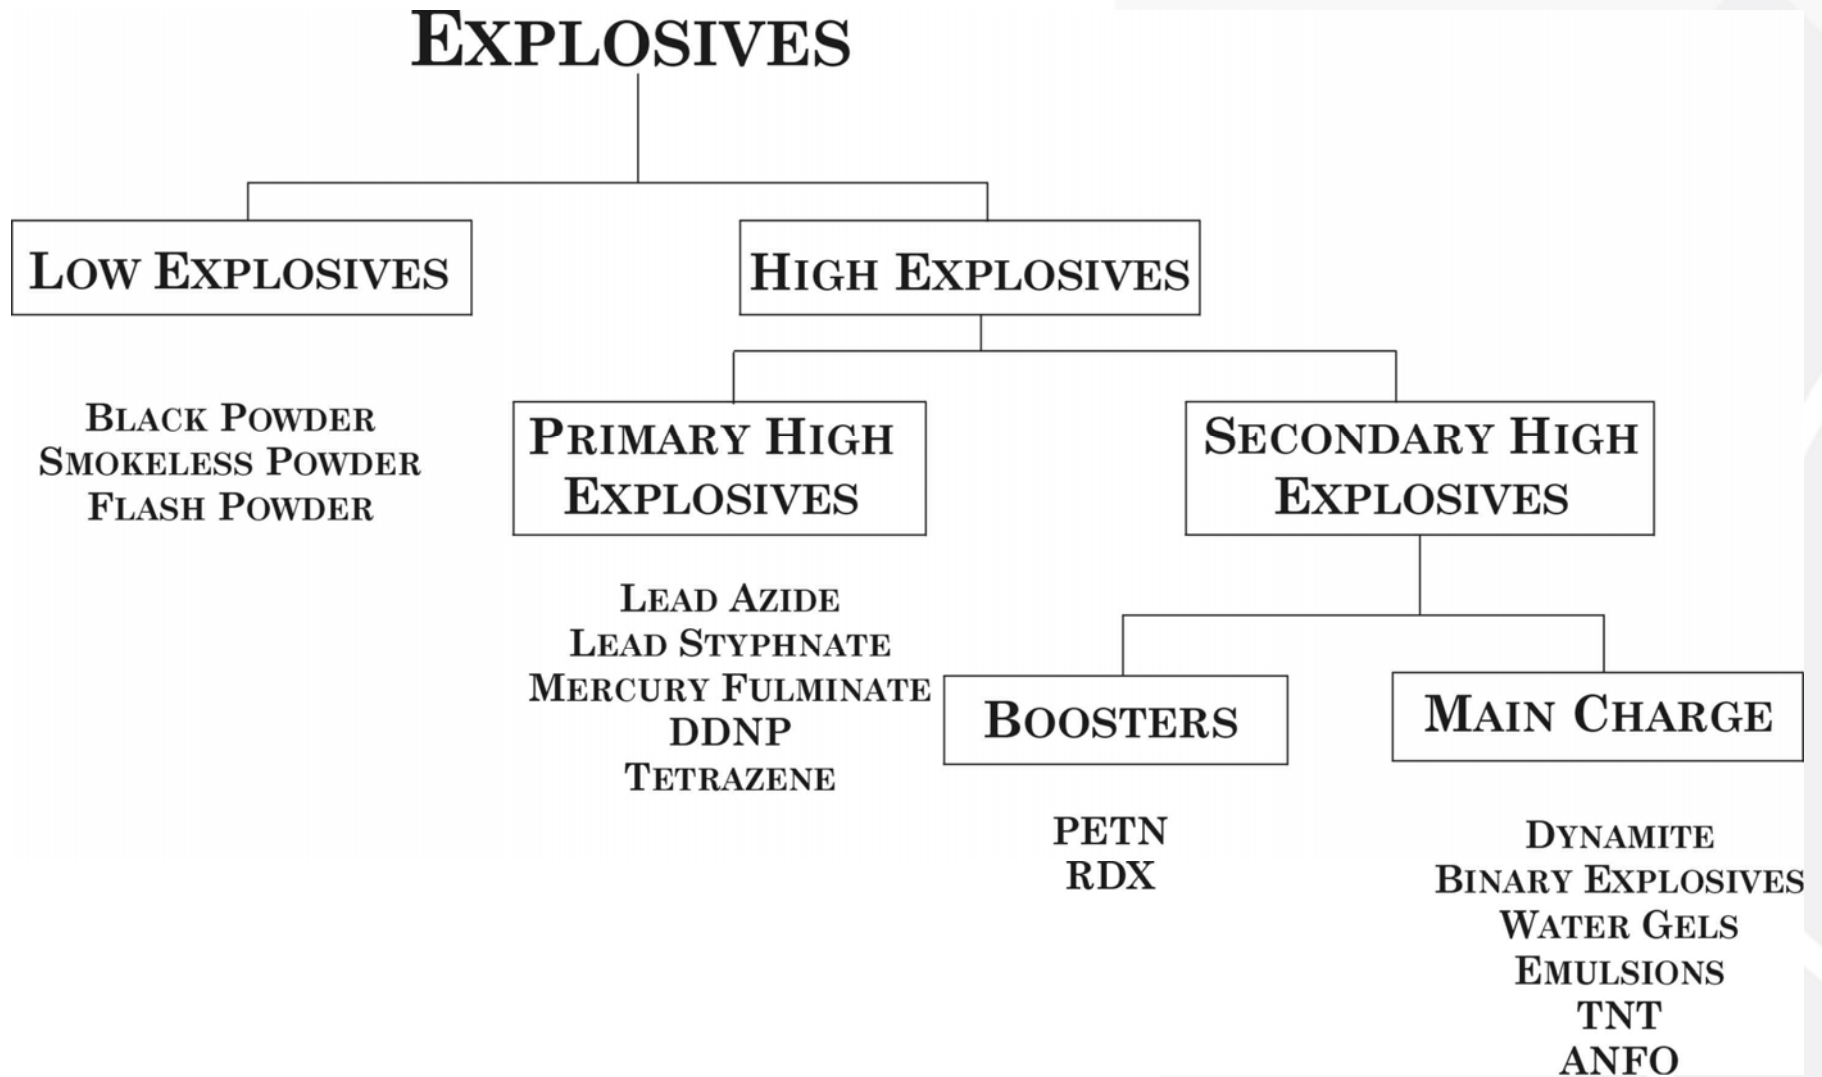 EXPLOSIVES
LOW EXPLOSIVES
HIGH EXPLOSIVES
BLACK POWDER
SMOKELESS POWDER
FLASH POWDER
PRIMARY HIGH
EXPLOSIVES
SECONDARY HIGH
EXPLOSIVES
LEAD AZIDE
LEAD STYPHNATE
MERCURY FULMINATE
DDNP
TETRAZENE
BOOSTERS
MAIN CHARGE
PETN
RDX
DYNAMITE
BINARY EXPLOSIVES
WATER GELS
EMULSIONS
TNT
ANFO